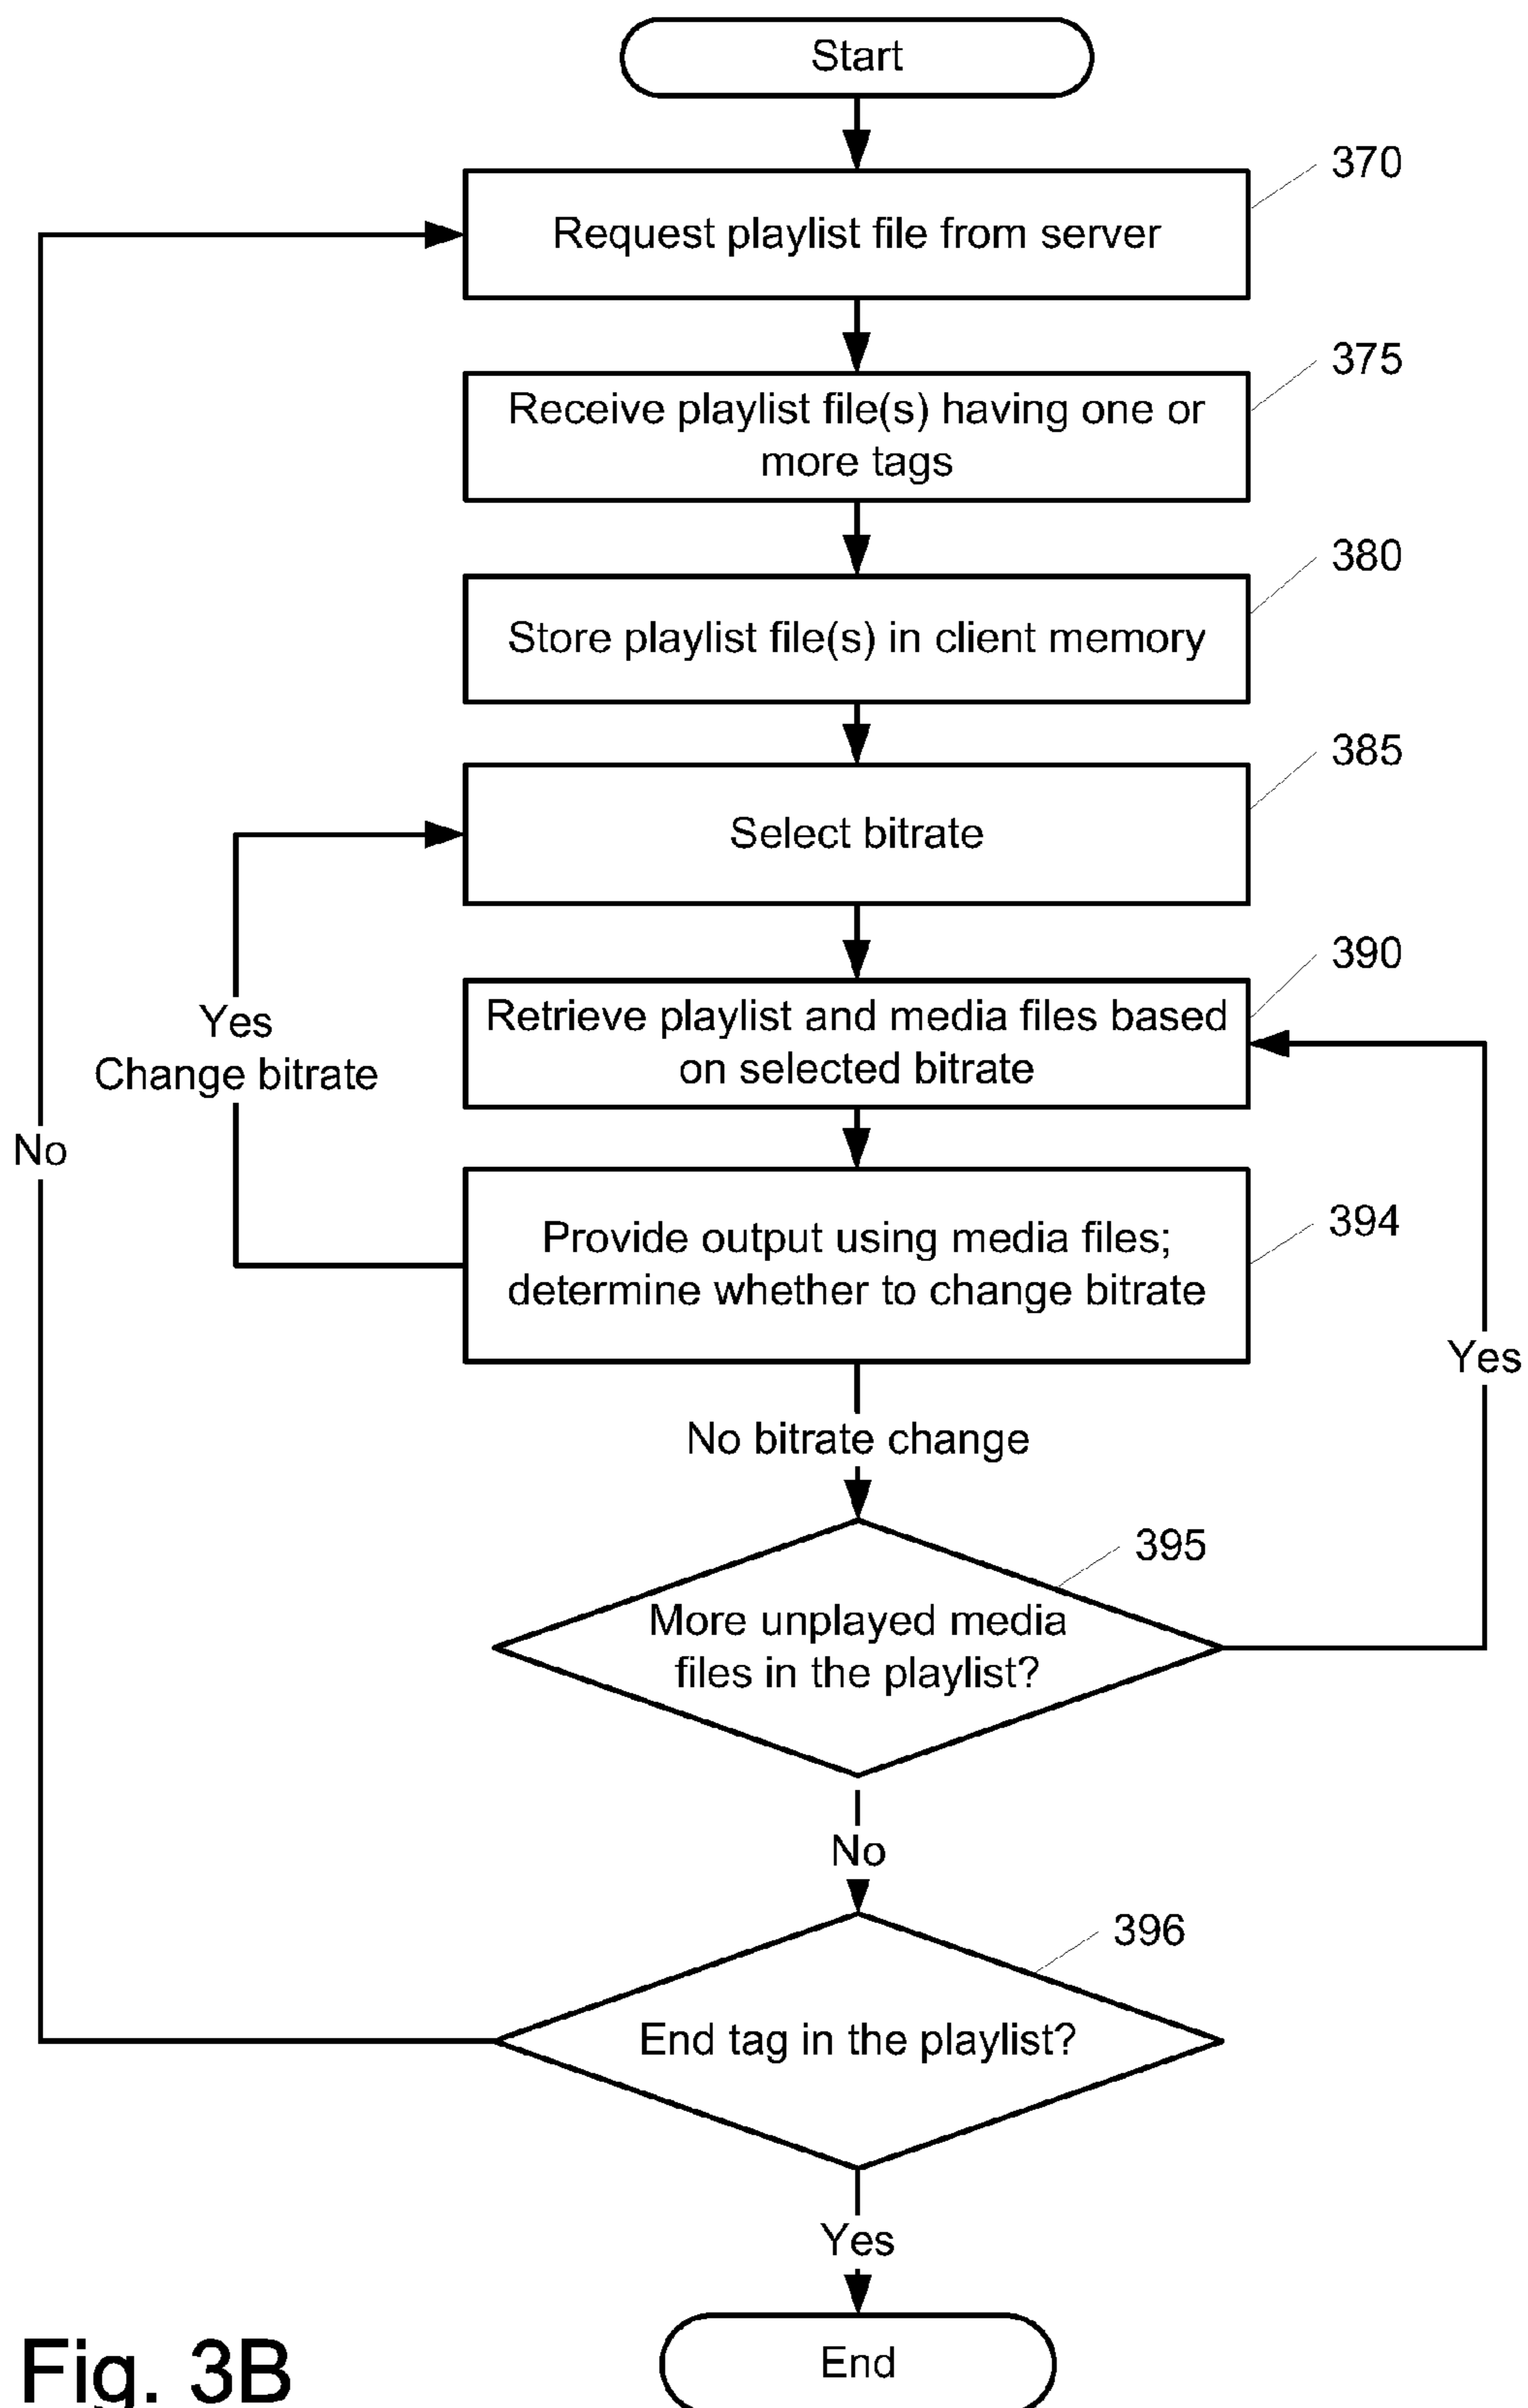 Start
370
Request playlist file from server
375
Receive playlist file(s) having one or
more tags
380
Store playlist file(s) in client memory
385
Select bitrate
390
Retrieve playlist and media files based
on selected bitrate
Yes
Change bitrate
No
394
Provide output using media files;
determine whether to change bitrate
Yes
No bitrate change
395
More unplayed media
files in the playlist?
No
396
End tag in the playlist?
Yes
End
Fig. 3B